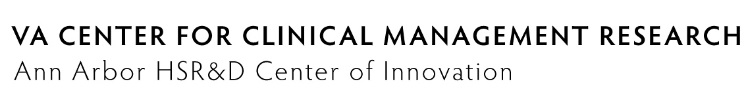 VA CENTER FOR CLINICAL MANAGEMENT RESEARCH
Ann Arbor HSR&D Center of Innovation